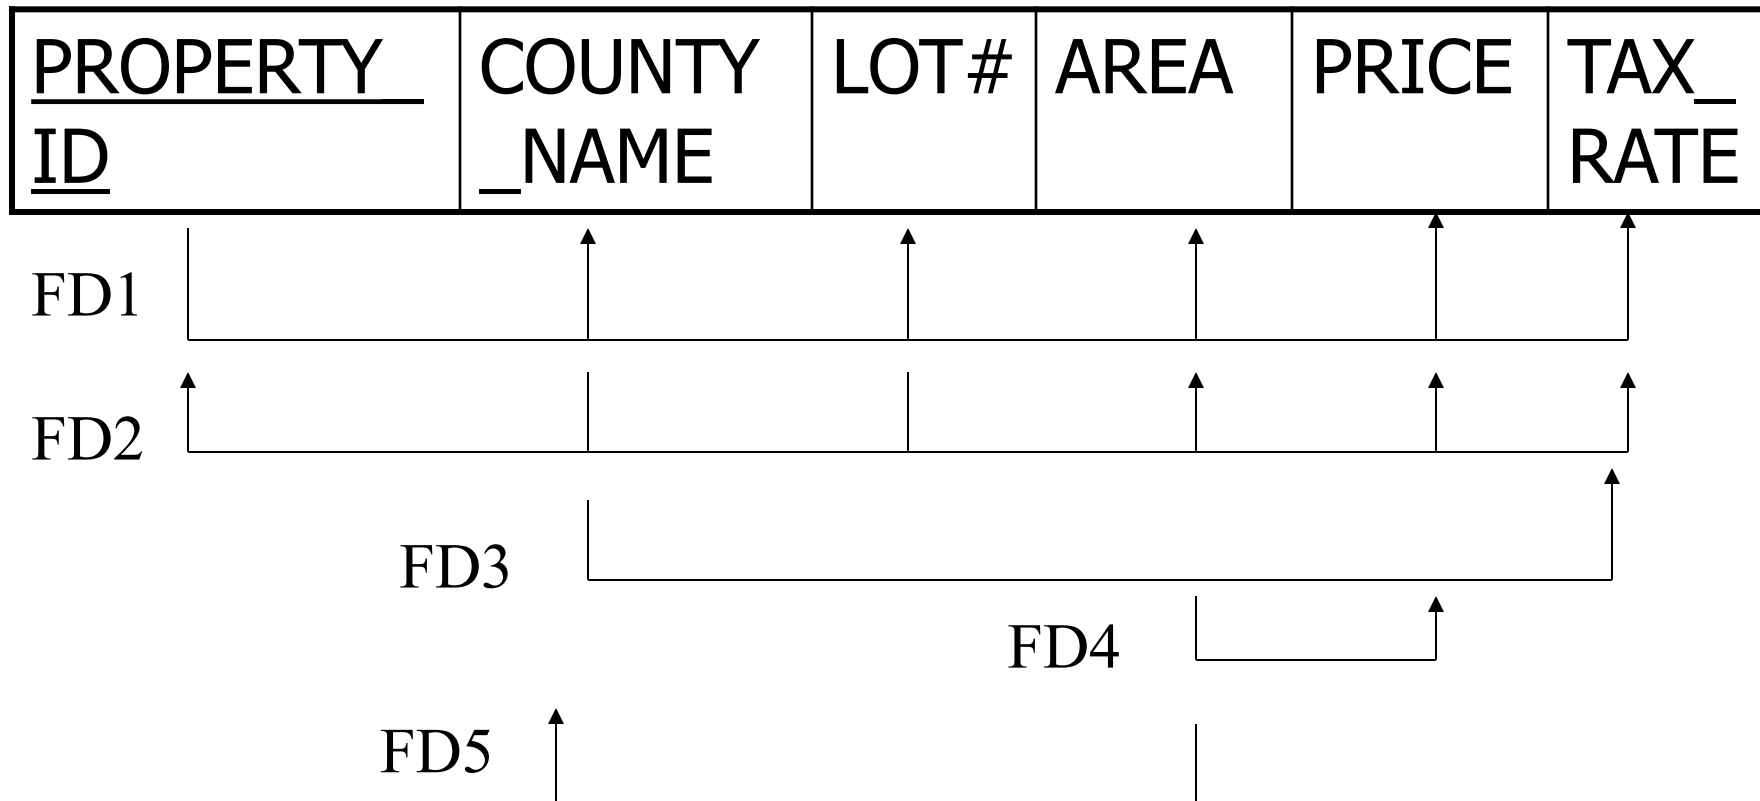 PROPERTY_ COUNTY LOT# AREA PRICE TAX_
ID _NAME RATE
FD1
FD2
FD3
FD4
FD5